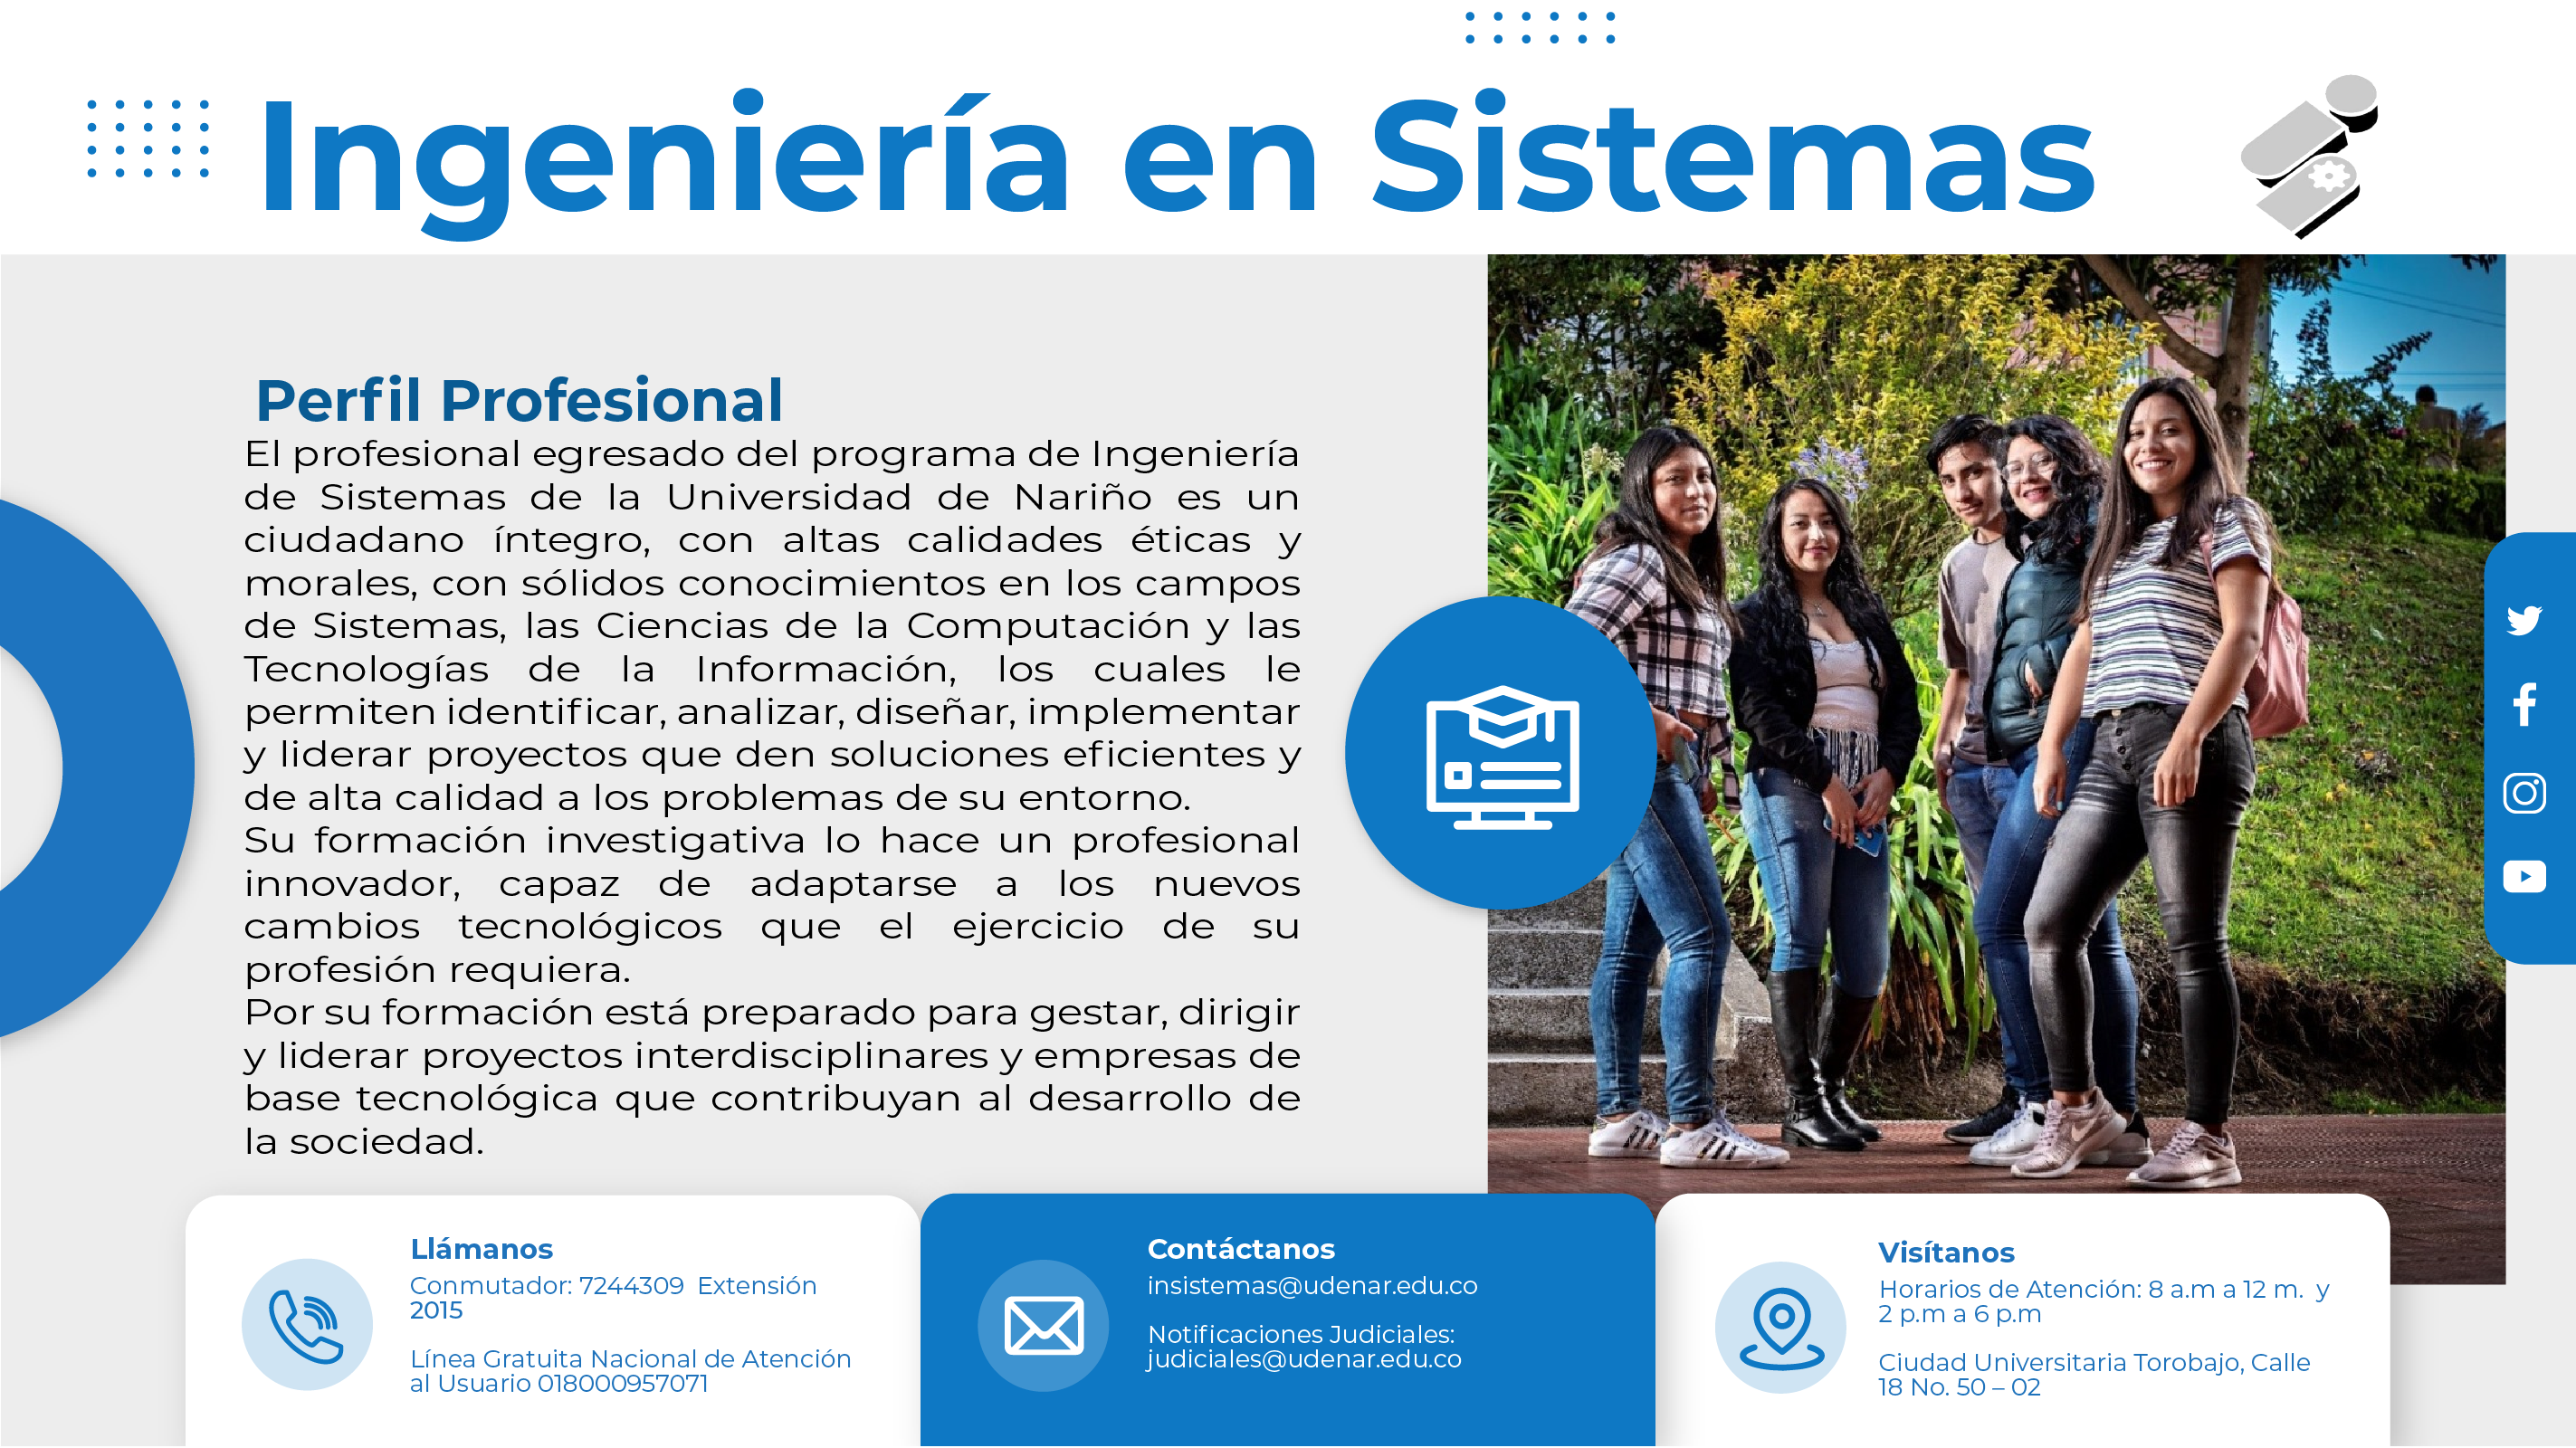 Ingeniería en Sistemas
Perfil Profesional
El profesional egresado del programa de Ingeniería
de Sistemas de la Universidad de Nariño es un
ciudadano íntegro, con altas calidades éticas y
morales, con sólidos conocimientos en los campos
de Sistemas, las Ciencias de la Computación y las
Tecnologías de la Información, los cuales le
permiten identificar, analizar, diseñar, implementar
y liderar proyectos que den soluciones eficientes y
de alta calidad a los problemas de su entorno.
Su formación investigativa lo hace un profesional
innovador, capaz de adaptarse a los nuevos
cambios tecnológicos que el ejercicio de su
profesión requiera.
Por su formación está preparado para gestar, dirigir
y liderar proyectos interdisciplinares y empresas de
base tecnológica que contribuyan al desarrollo de
la sociedad.
Llámanos
Conmutador: 7244309 Extensión
2015
Línea Gratuita Nacional de Atención
al Usuario 018000957071
Contáctanos
insistemas@udenar.edu.co
Notificaciones Judiciales:
judiciales@udenar.edu.co
Visítanos
Horarios de Atención: 8 a.m a 12 m. y
2 p.m a 6 p.m
Ciudad Universitaria Torobajo, Calle
18 No. 50 – 02